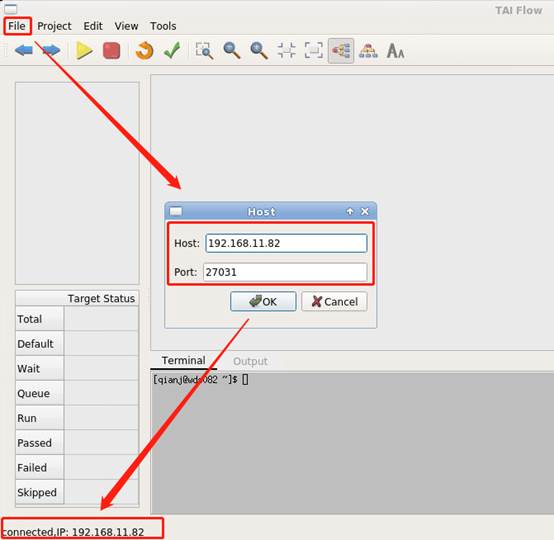 TAI Flow
File Project Edit View Tools
Host
Host: 192.168.11.82
Port: 27031
OK Cancel
Target Status
Total
Default
Wait
Queue
Run
Passed
Failed
Skipped
Terminal Output
[qianj@wds082 ~]$
connected,IP: 192.168.11.82